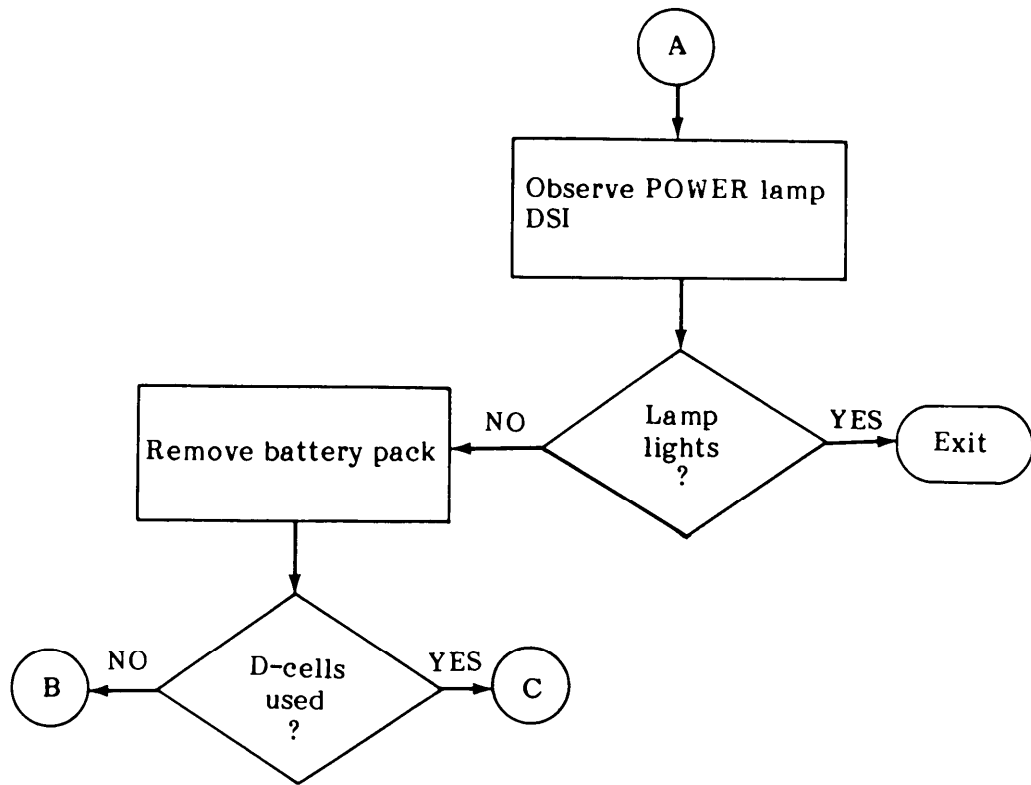 A
Observe POWER lamp
DSI
Lamp
lights
?
NO
YES
Exit
Remove battery pack
D-cells
used
?
NO
YES
B
C